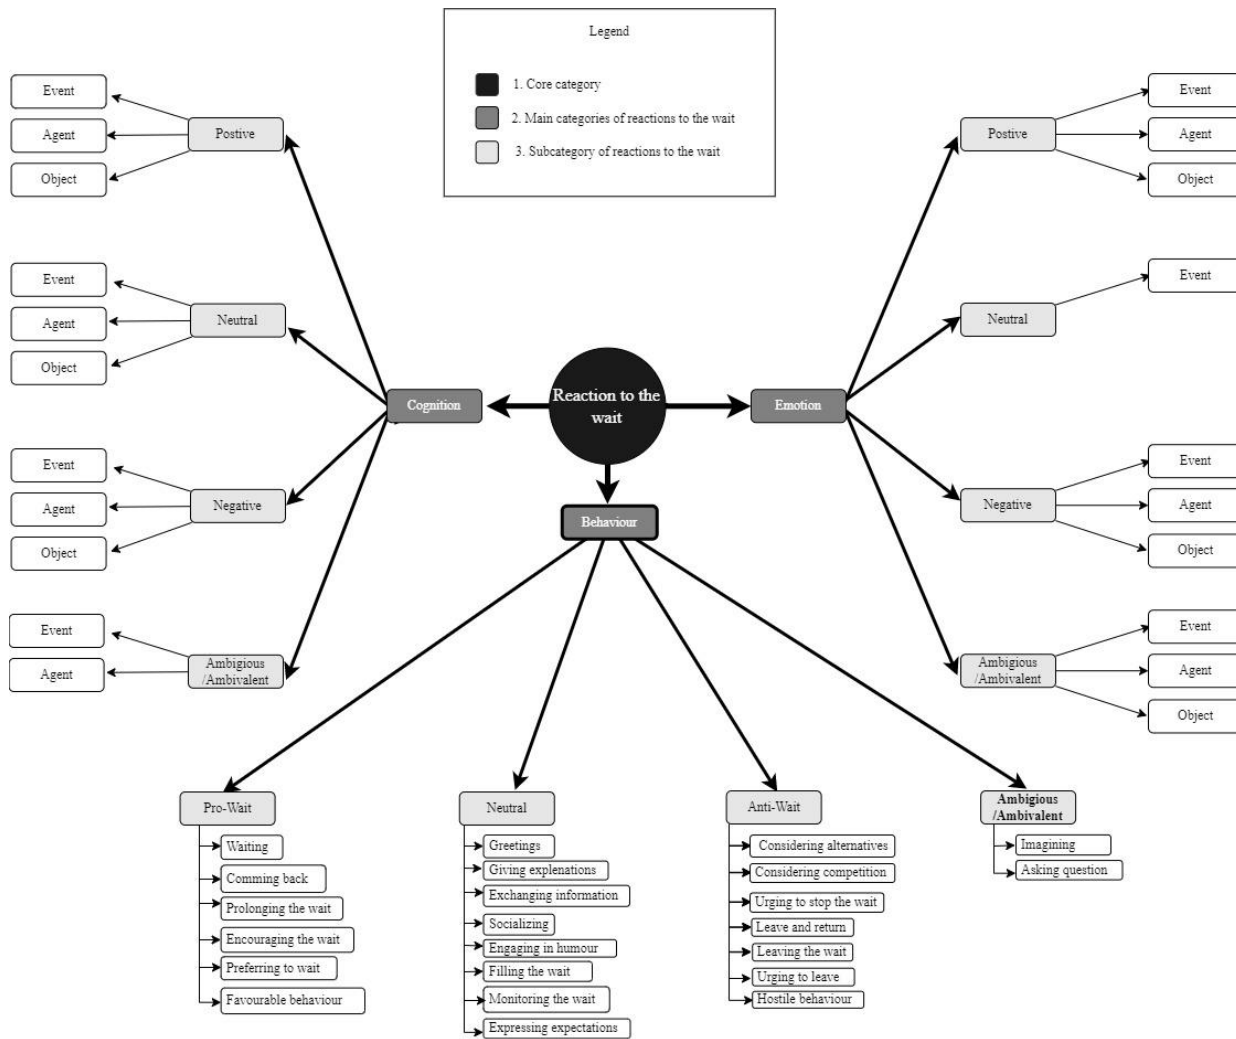 Legend
1. Core category
2. Main categories of reactions to the wait
3. Subcategory of reactions to the wait
Event
Agent
Object
Postive
Event
Agent
Object
Neutral
Event
Agent
Object
Negative
Event
Agent
Ambigious
/Ambivalent
Cognition
Reaction to the
wait
Emotion
Behaviour
Postive
Event
Agent
Object
Neutral
Event
Negative
Event
Agent
Object
Ambigious
/Ambivalent
Event
Agent
Object
Pro-Wait
Waiting
Comming back
Prolonging the wait
Encouraging the wait
Preferring to wait
Favourable behaviour
Neutral
Greetings
Giving explenations
Exchanging information
Socializing
Engaging in humour
Filling the wait
Monitoring the wait
Expressing expectations
Anti-Wait
Considering alternatives
Considering competition
Urging to stop the wait
Leave and return
Leaving the wait
Urging to leave
Hostile behaviour
Ambigious
/Ambivalent
Imagining
Asking question